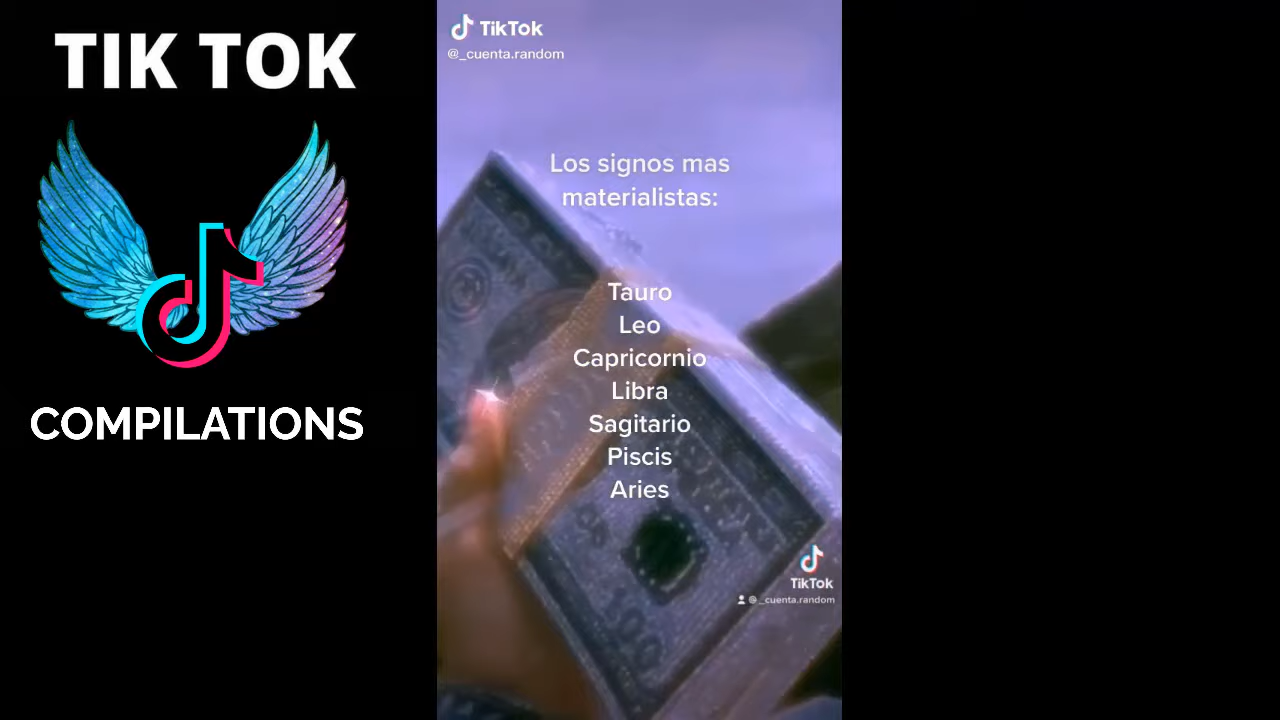 TIK TOK
COMPILATIONS
TikTok
@_cuenta.random
Los signos mas
materialistas:
Tauro
Leo
Capricornio
Libra
Sagitario
Piscis
Aries
TikTok
@_cuenta.random